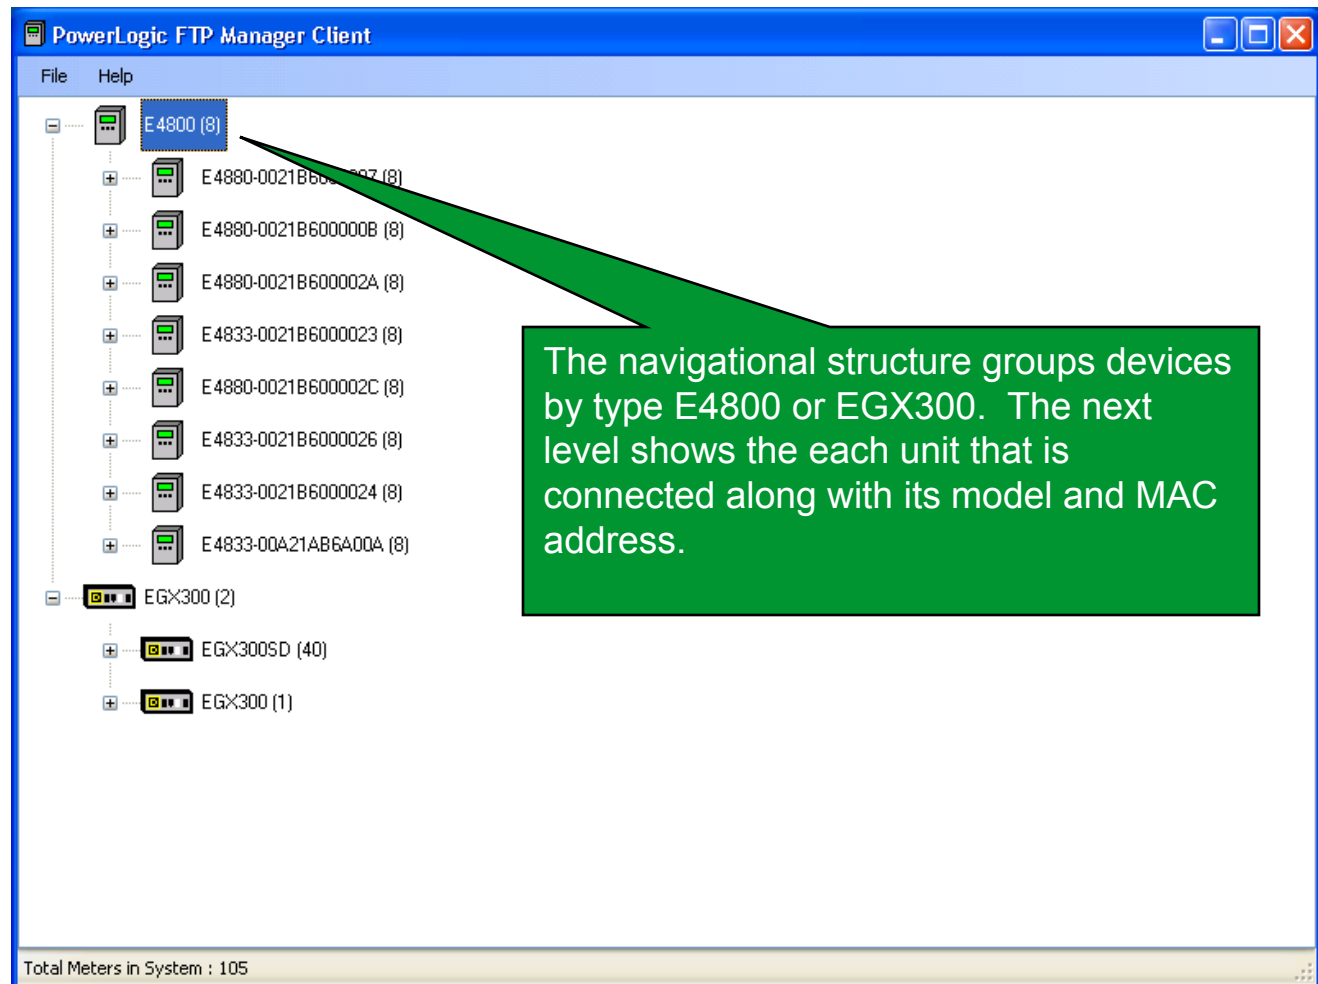 PowerLogic FTP Manager Client
File Help
E4800 (8)
(8)
E4880-0021B600000B (8)
E4880-0021B600002A (8)
E4833-0021B6000023 (8)
E4880-0021B600002C (8)
E4833-0021B6000026 (8)
E4833-0021B6000024 (8)
E4833-00A21AB6A00A (8)
EGX300 (2)
EGX300SD (40)
EGX300 (1)
The navigational structure groups devices
by type E4800 or EGX300. The next
level shows the each unit that is
connected along with its model and MAC
address.
Total Meters in System : 105